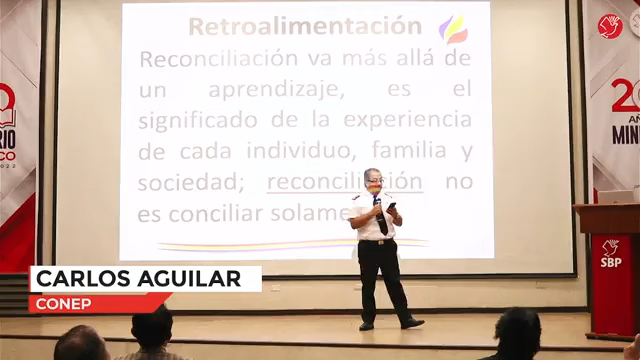 Retroalimentación
Reconciliación va más allá de
un aprendizaje, es el
significado de la experiencia
de cada individuo, familia y
sociedad; reconciliación no
es conciliar
CARLOS AGUILAR
CONEP
SBP
20